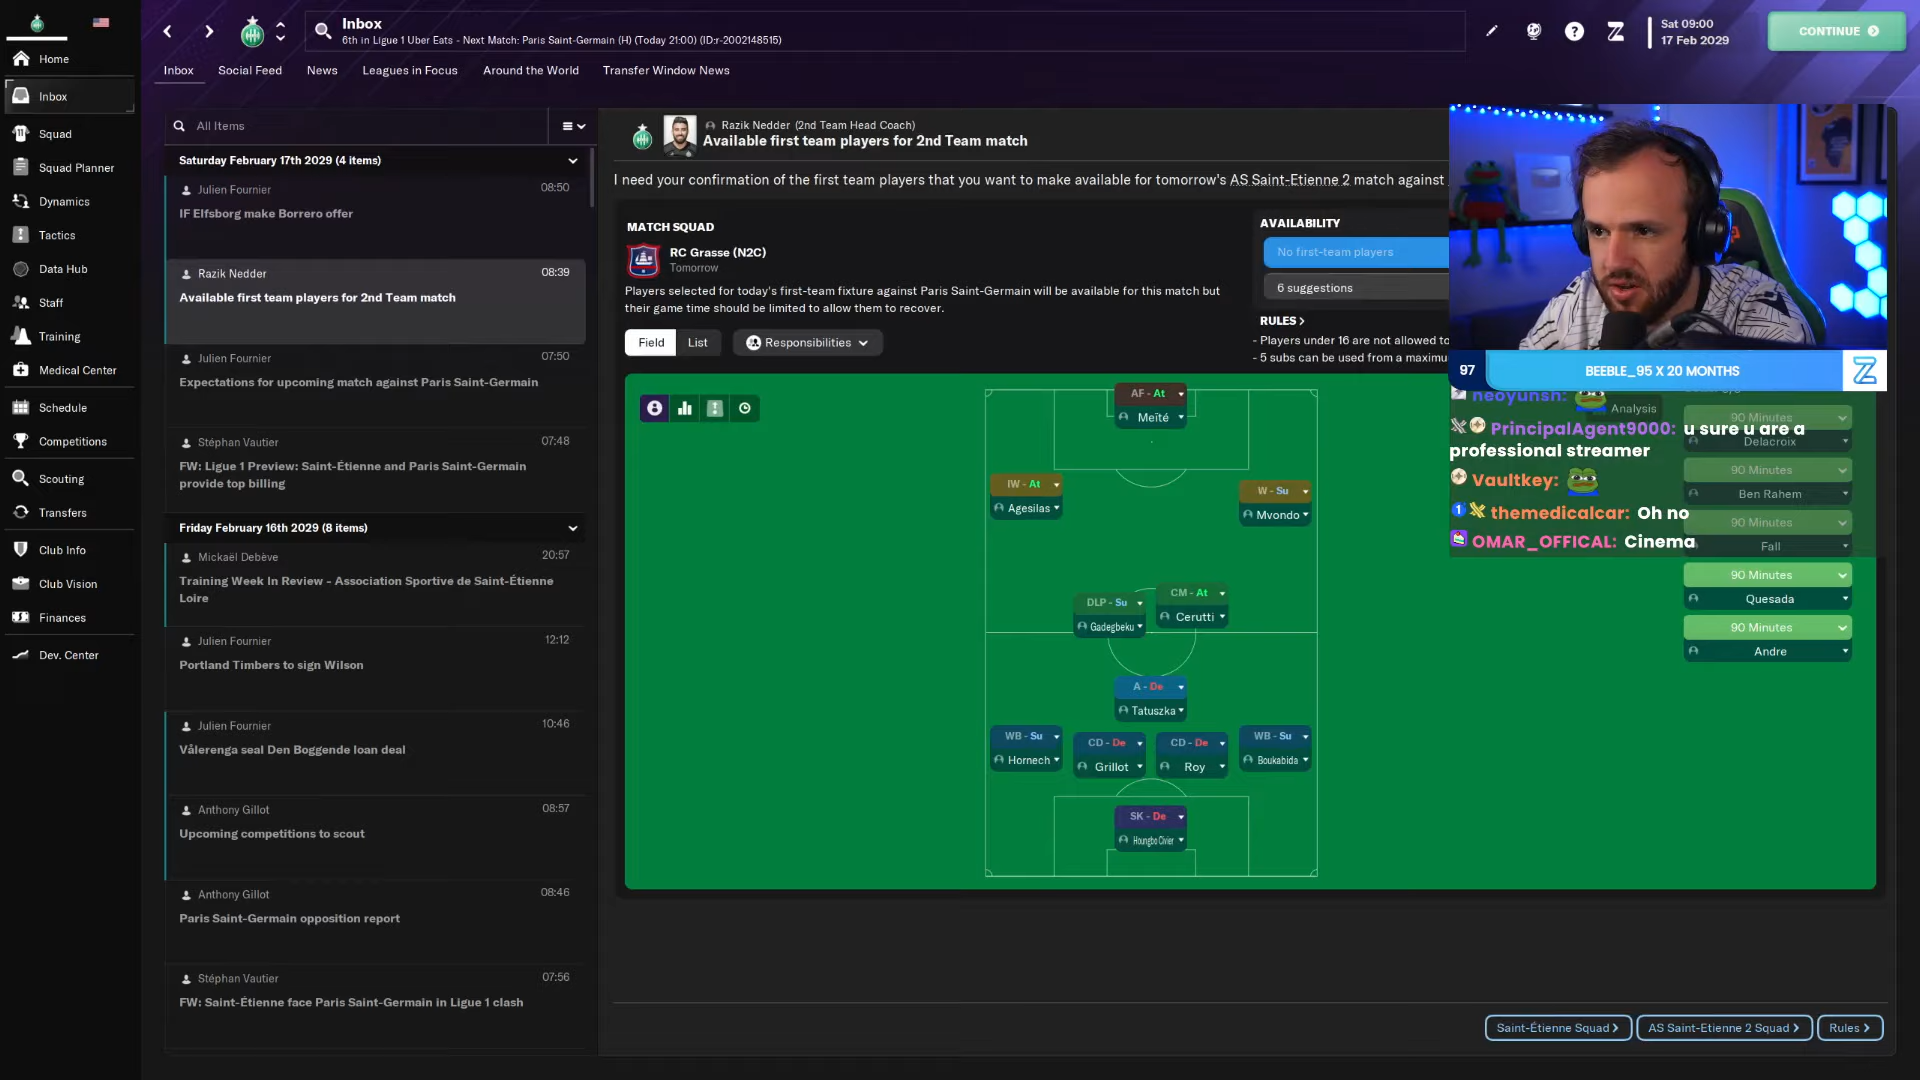 Inbox
6th in Ligue 1 Uber Eats - Next Match: Paris Saint-Germain (H) (Today 21:00) (ID:r-2002148515)
Sat 09:00
17 Feb 2029
CONTINUE
Home
Inbox
Squad
Squad Planner
Dynamics
Tactics
Data Hub
Staff
Training
Medical Center
Schedule
Competitions
Scouting
Transfers
Club Info
Club Vision
Finances
Dev. Center
Inbox
Social Feed
News
Leagues in Focus
Around the World
Transfer Window News
All Items
Saturday February 17th 2029 (4 items)
Julien Fournier 08:50
IF Elfsborg make Borrero offer
Razik Nedder 08:39
Available first team players for 2nd Team match
Julien Fournier 07:50
Expectations for upcoming match against Paris Saint-Germain
Stéphan Vautier 07:48
FW: Ligue 1 Preview: Saint-Étienne and Paris Saint-Germain
provide top billing
Friday February 16th 2029 (8 items)
Mickaël Debève 20:57
Training Week In Review - Association Sportive de Saint-Étienne
Loire
Julien Fournier 12:12
Portland Timbers to sign Wilson
Julien Fournier 10:46
Vålerenga seal Den Boggende loan deal
Anthony Gillot 08:57
Upcoming competitions to scout
Anthony Gillot 08:46
Paris Saint-Germain opposition report
Stéphan Vautier 07:56
FW: Saint-Étienne face Paris Saint-Germain in Ligue 1 clash
Razik Nedder (2nd Team Head Coach)
Available first team players for 2nd Team match
I need your confirmation of the first team players that you want to make available for tomorrow's AS Saint-Etienne 2 match against
MATCH SQUAD
RC Grasse (N2C)
Tomorrow
Players selected for today's first-team fixture against Paris Saint-Germain will be available for this match but
their game time should be limited to allow them to recover.
Field
List
Responsibilities
AVAILABILITY
No first-team players
6 suggestions
RULES >
- Players under 16 are not allowed to
- 5 subs can be used from a maximu
AF - At
Meïté
IW - At
Agesilas
W - Su
Mvondo
DLP - Su
Gadegbeku
CM - At
Cerutti
A - De
Tatuszka
WB - Su
Hornech
CD - De
Grillot
CD - De
Roy
WB - Su
Boukabida
SK - De
Houngbo Civier
97
BEEBLE_95 X 20 MONTHS
neoyunsh:
Analysis
PrincipalAgent9000: u sure u are a
professional streamer
Vaultkey:
themedicalcar: Oh no
OMAR_OFFICAL: Cinema
90 Minutes
Delacroix
90 Minutes
Ben Rahem
90 Minutes
Fall
90 Minutes
Quesada
90 Minutes
Andre
Saint-Étienne Squad >
AS Saint-Etienne 2 Squad >
Rules >